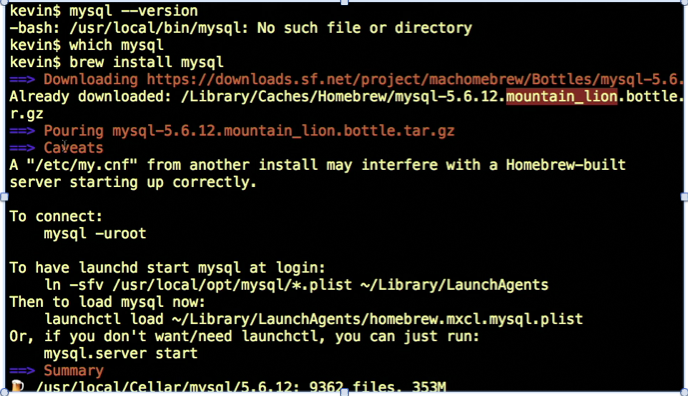 kevin$ mysql --version
-bash: /usr/local/bin/mysql: No such file or directory
kevin$ which mysql
kevin$ brew install mysql
==> Downloading https://downloads.sf.net/project/machomebrew/Bottles/mysql-5.6.
Already downloaded: /Library/Caches/Homebrew/mysql-5.6.12.mountain_lion.bottle.
r.gz
==> Pouring mysql-5.6.12.mountain_lion.bottle.tar.gz
==> Caveats
A "/etc/my.cnf" from another install may interfere with a Homebrew-built
server starting up correctly.
To connect:
mysql -uroot
To have launchd start mysql at login:
ln -sfv /usr/local/opt/mysql/*.plist ~/Library/LaunchAgents
Then to load mysql now:
launchctl load ~/Library/LaunchAgents/homebrew.mxcl.mysql.plist
Or, if you don't want/need launchctl, you can just run:
mysql.server start
==> Summary
/usr/local/Cellar/mysql/5.6.12: 9362 files, 353M